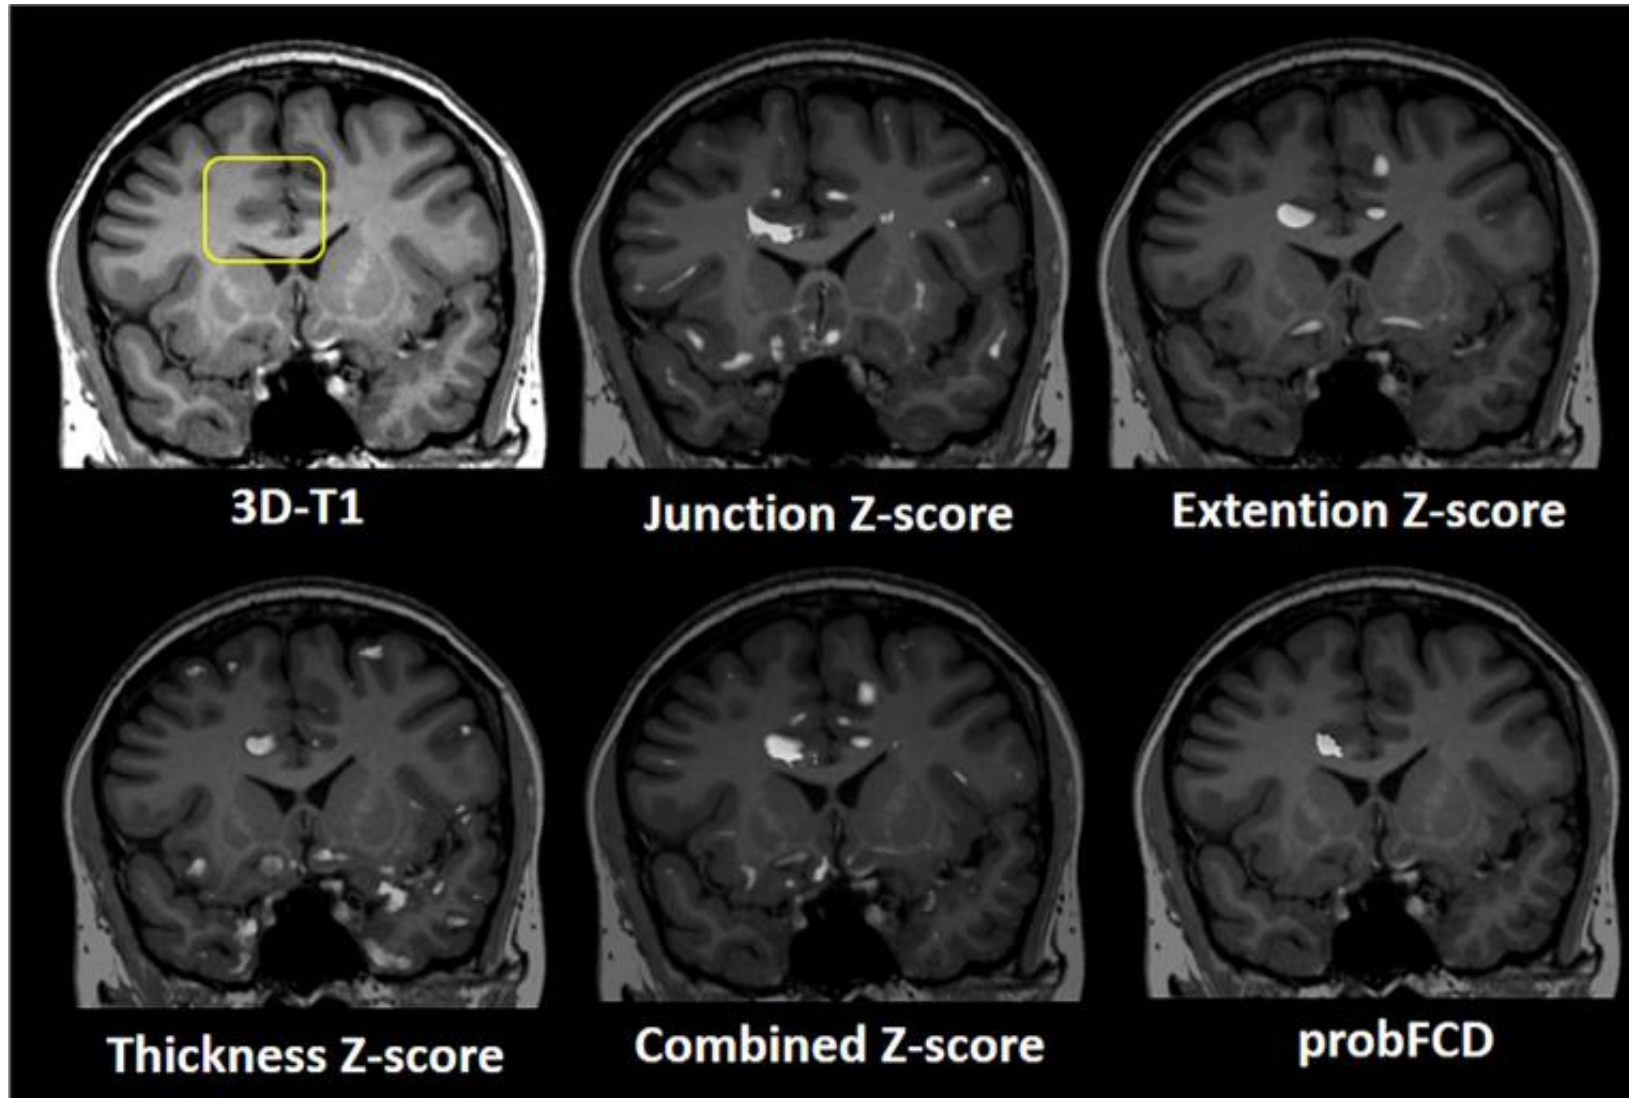 3D-T1
Junction Z-score
Extention Z-score
Thickness Z-score
Combined Z-score
probFCD